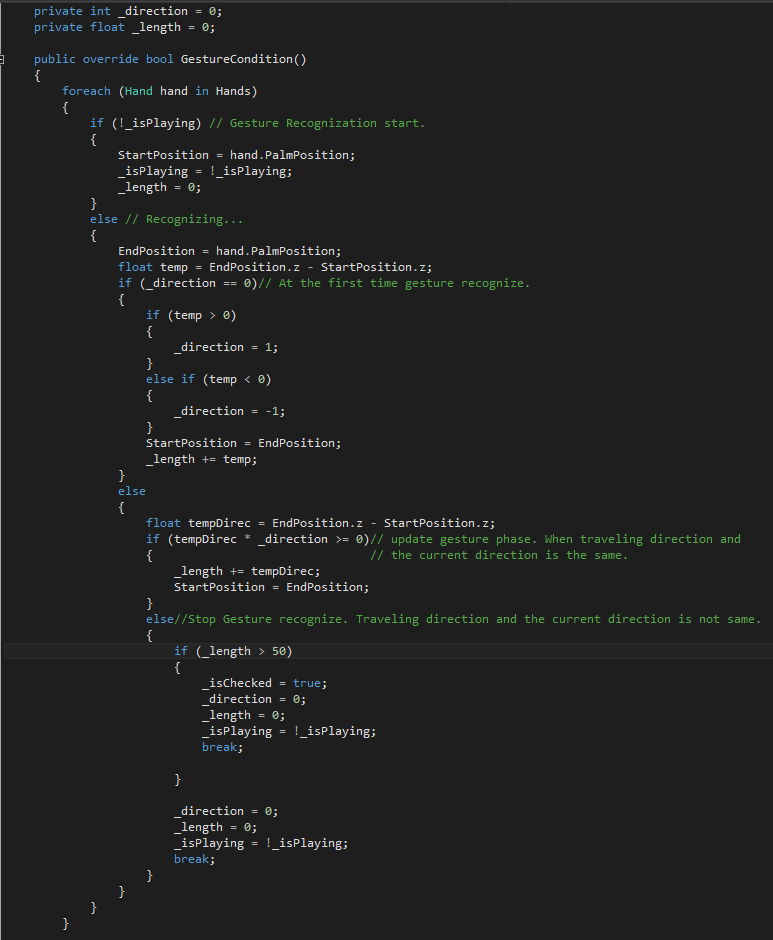 private int _direction = 0;
private float _length = 0;
public override bool GestureCondition()
{
foreach (Hand hand in Hands)
{
if (!_isPlaying) // Gesture Recognization start.
{
StartPosition = hand.PalmPosition;
_isPlaying = !_isPlaying;
_length = 0;
}
else // Recognizing...
{
EndPosition = hand.PalmPosition;
float temp = EndPosition.z - StartPosition.z;
if (_direction == 0)// At the first time gesture recognize.
{
if (temp > 0)
{
_direction = 1;
}
else if (temp < 0)
{
_direction = -1;
}
StartPosition = EndPosition;
_length += temp;
}
else
{
float tempDirec = EndPosition.z - StartPosition.z;
if (tempDirec * _direction >= 0)// update gesture phase. When traveling direction and
{ // the current direction is the same.
_length += tempDirec;
StartPosition = EndPosition;
}
else//Stop Gesture recognize. Traveling direction and the current direction is not same.
{
if (_length > 50)
{
_isChecked = true;
_direction = 0;
_length = 0;
_isPlaying = !_isPlaying;
break;
}
_direction = 0;
_length = 0;
_isPlaying = !_isPlaying;
break;
}
}
}
}